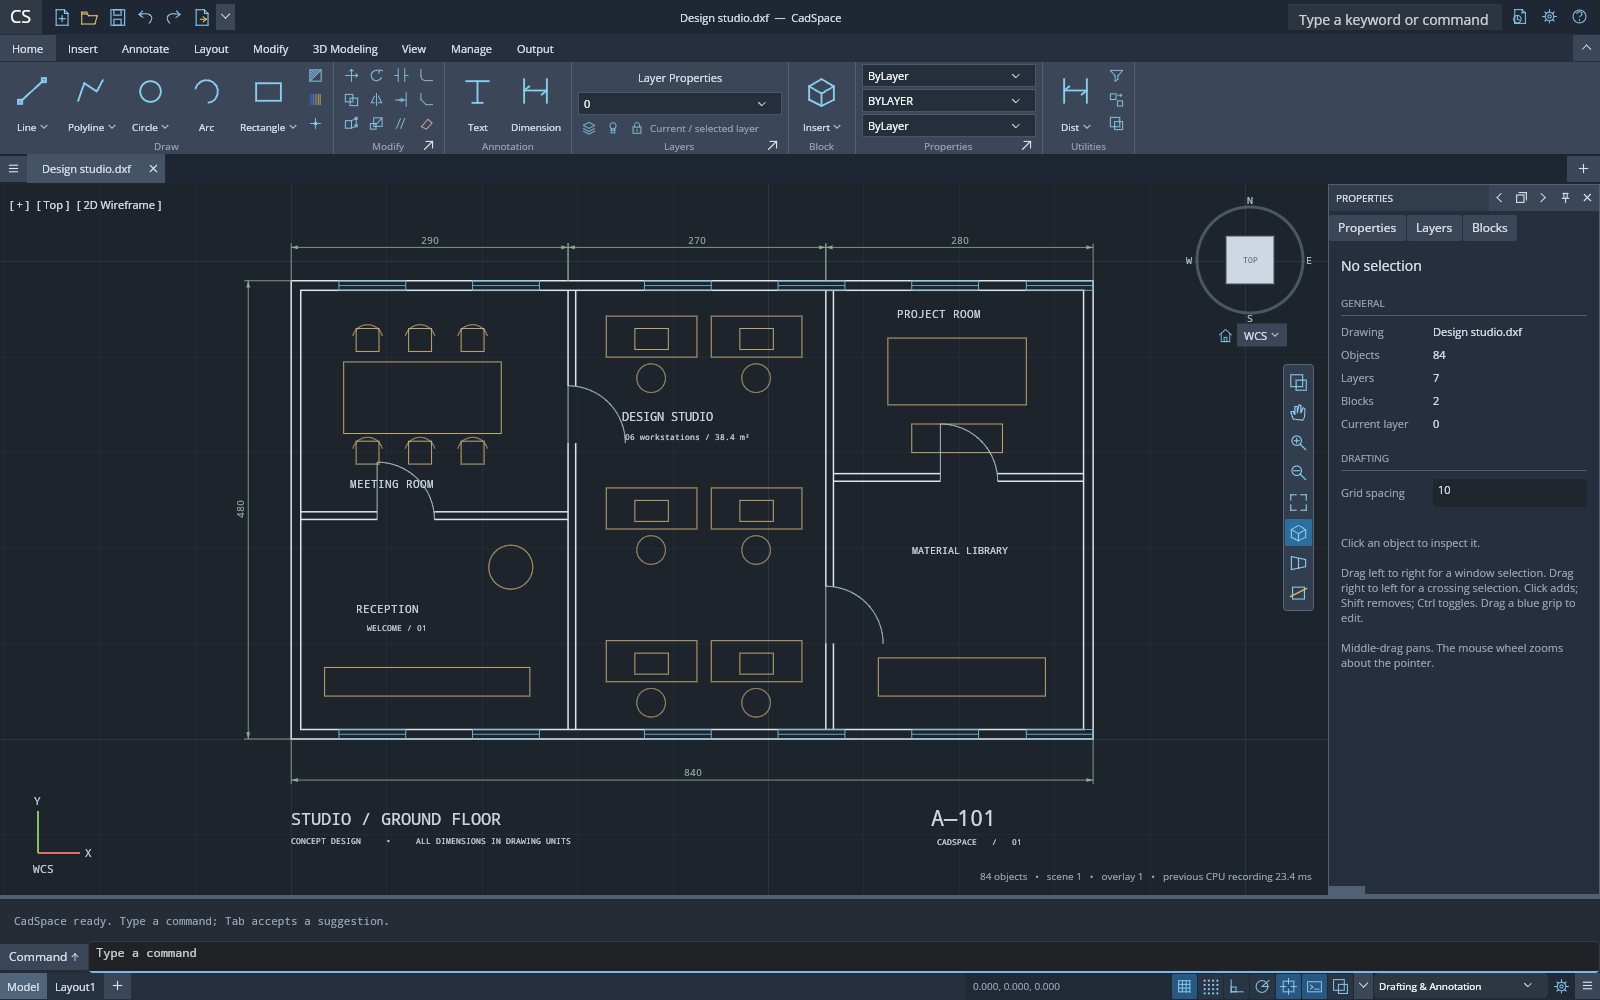 CS
Design studio.dxf — CadSpace
Type a keyword or command
Home Insert Annotate Layout Modify 3D Modeling View Manage Output
Line Polyline Circle Arc Rectangle
Draw
Modify
Text Dimension
Annotation
Layer Properties
0
Current / selected layer
Layers
Insert
Block
ByLayer
BYLAYER
ByLayer
Properties
Dist
Utilities
Design studio.dxf
[ + ] [ Top ] [ 2D Wireframe ]
290 270 280
480
840
N
W TOP E
S
WCS
PROJECT ROOM
DESIGN STUDIO
06 workstations / 38.4 m²
MEETING ROOM
MATERIAL LIBRARY
RECEPTION
WELCOME / 01
STUDIO / GROUND FLOOR
CONCEPT DESIGN • ALL DIMENSIONS IN DRAWING UNITS
A—101
CADSPACE / 01
Y
X
WCS
84 objects • scene 1 • overlay 1 • previous CPU recording 23.4 ms
PROPERTIES
Properties Layers Blocks
No selection
GENERAL
Drawing Design studio.dxf
Objects 84
Layers 7
Blocks 2
Current layer 0
DRAFTING
Grid spacing 10
Click an object to inspect it.
Drag left to right for a window selection. Drag
right to left for a crossing selection. Click adds;
Shift removes; Ctrl toggles. Drag a blue grip to
edit.
Middle-drag pans. The mouse wheel zooms
about the pointer.
CadSpace ready. Type a command; Tab accepts a suggestion.
Command ↑ Type a command
Model Layout1 +
0.000, 0.000, 0.000
Drafting & Annotation